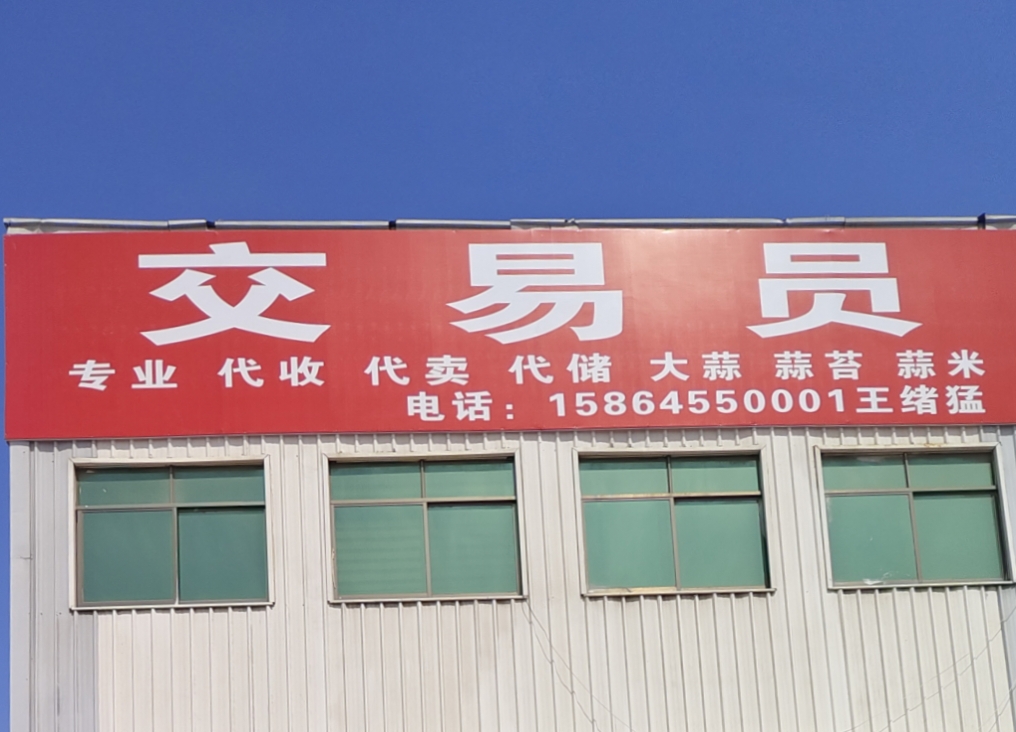 交易员
专业 代收 代卖 代储 大蒜 蒜苔 蒜米
电话：15864550001王绪猛